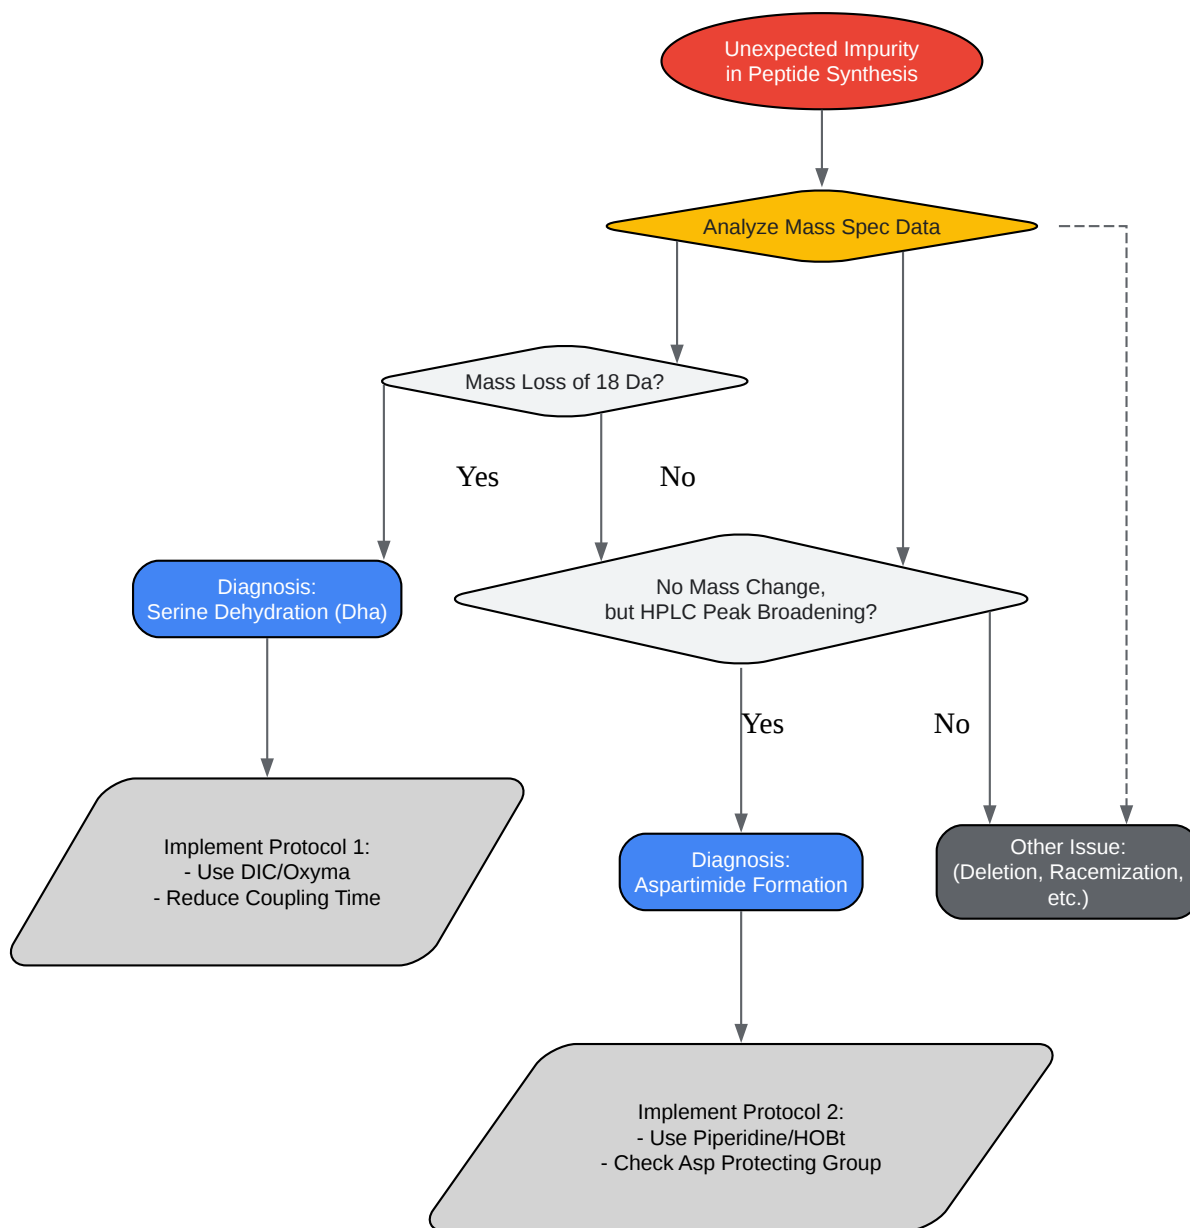 Unexpected Impurity
in Peptide Synthesis
Analyze Mass Spec Data
Mass Loss of 18 Da?
Yes
No
Diagnosis:
Serine Dehydration (Dha)
No Mass Change,
but HPLC Peak Broadening?
Yes
No
Implement Protocol 1:
- Use DIC/Oxyma
- Reduce Coupling Time
Diagnosis:
Aspartimide Formation
Other Issue:
(Deletion, Racemization,
etc.)
Implement Protocol 2:
- Use Piperidine/HOBt
- Check Asp Protecting Group